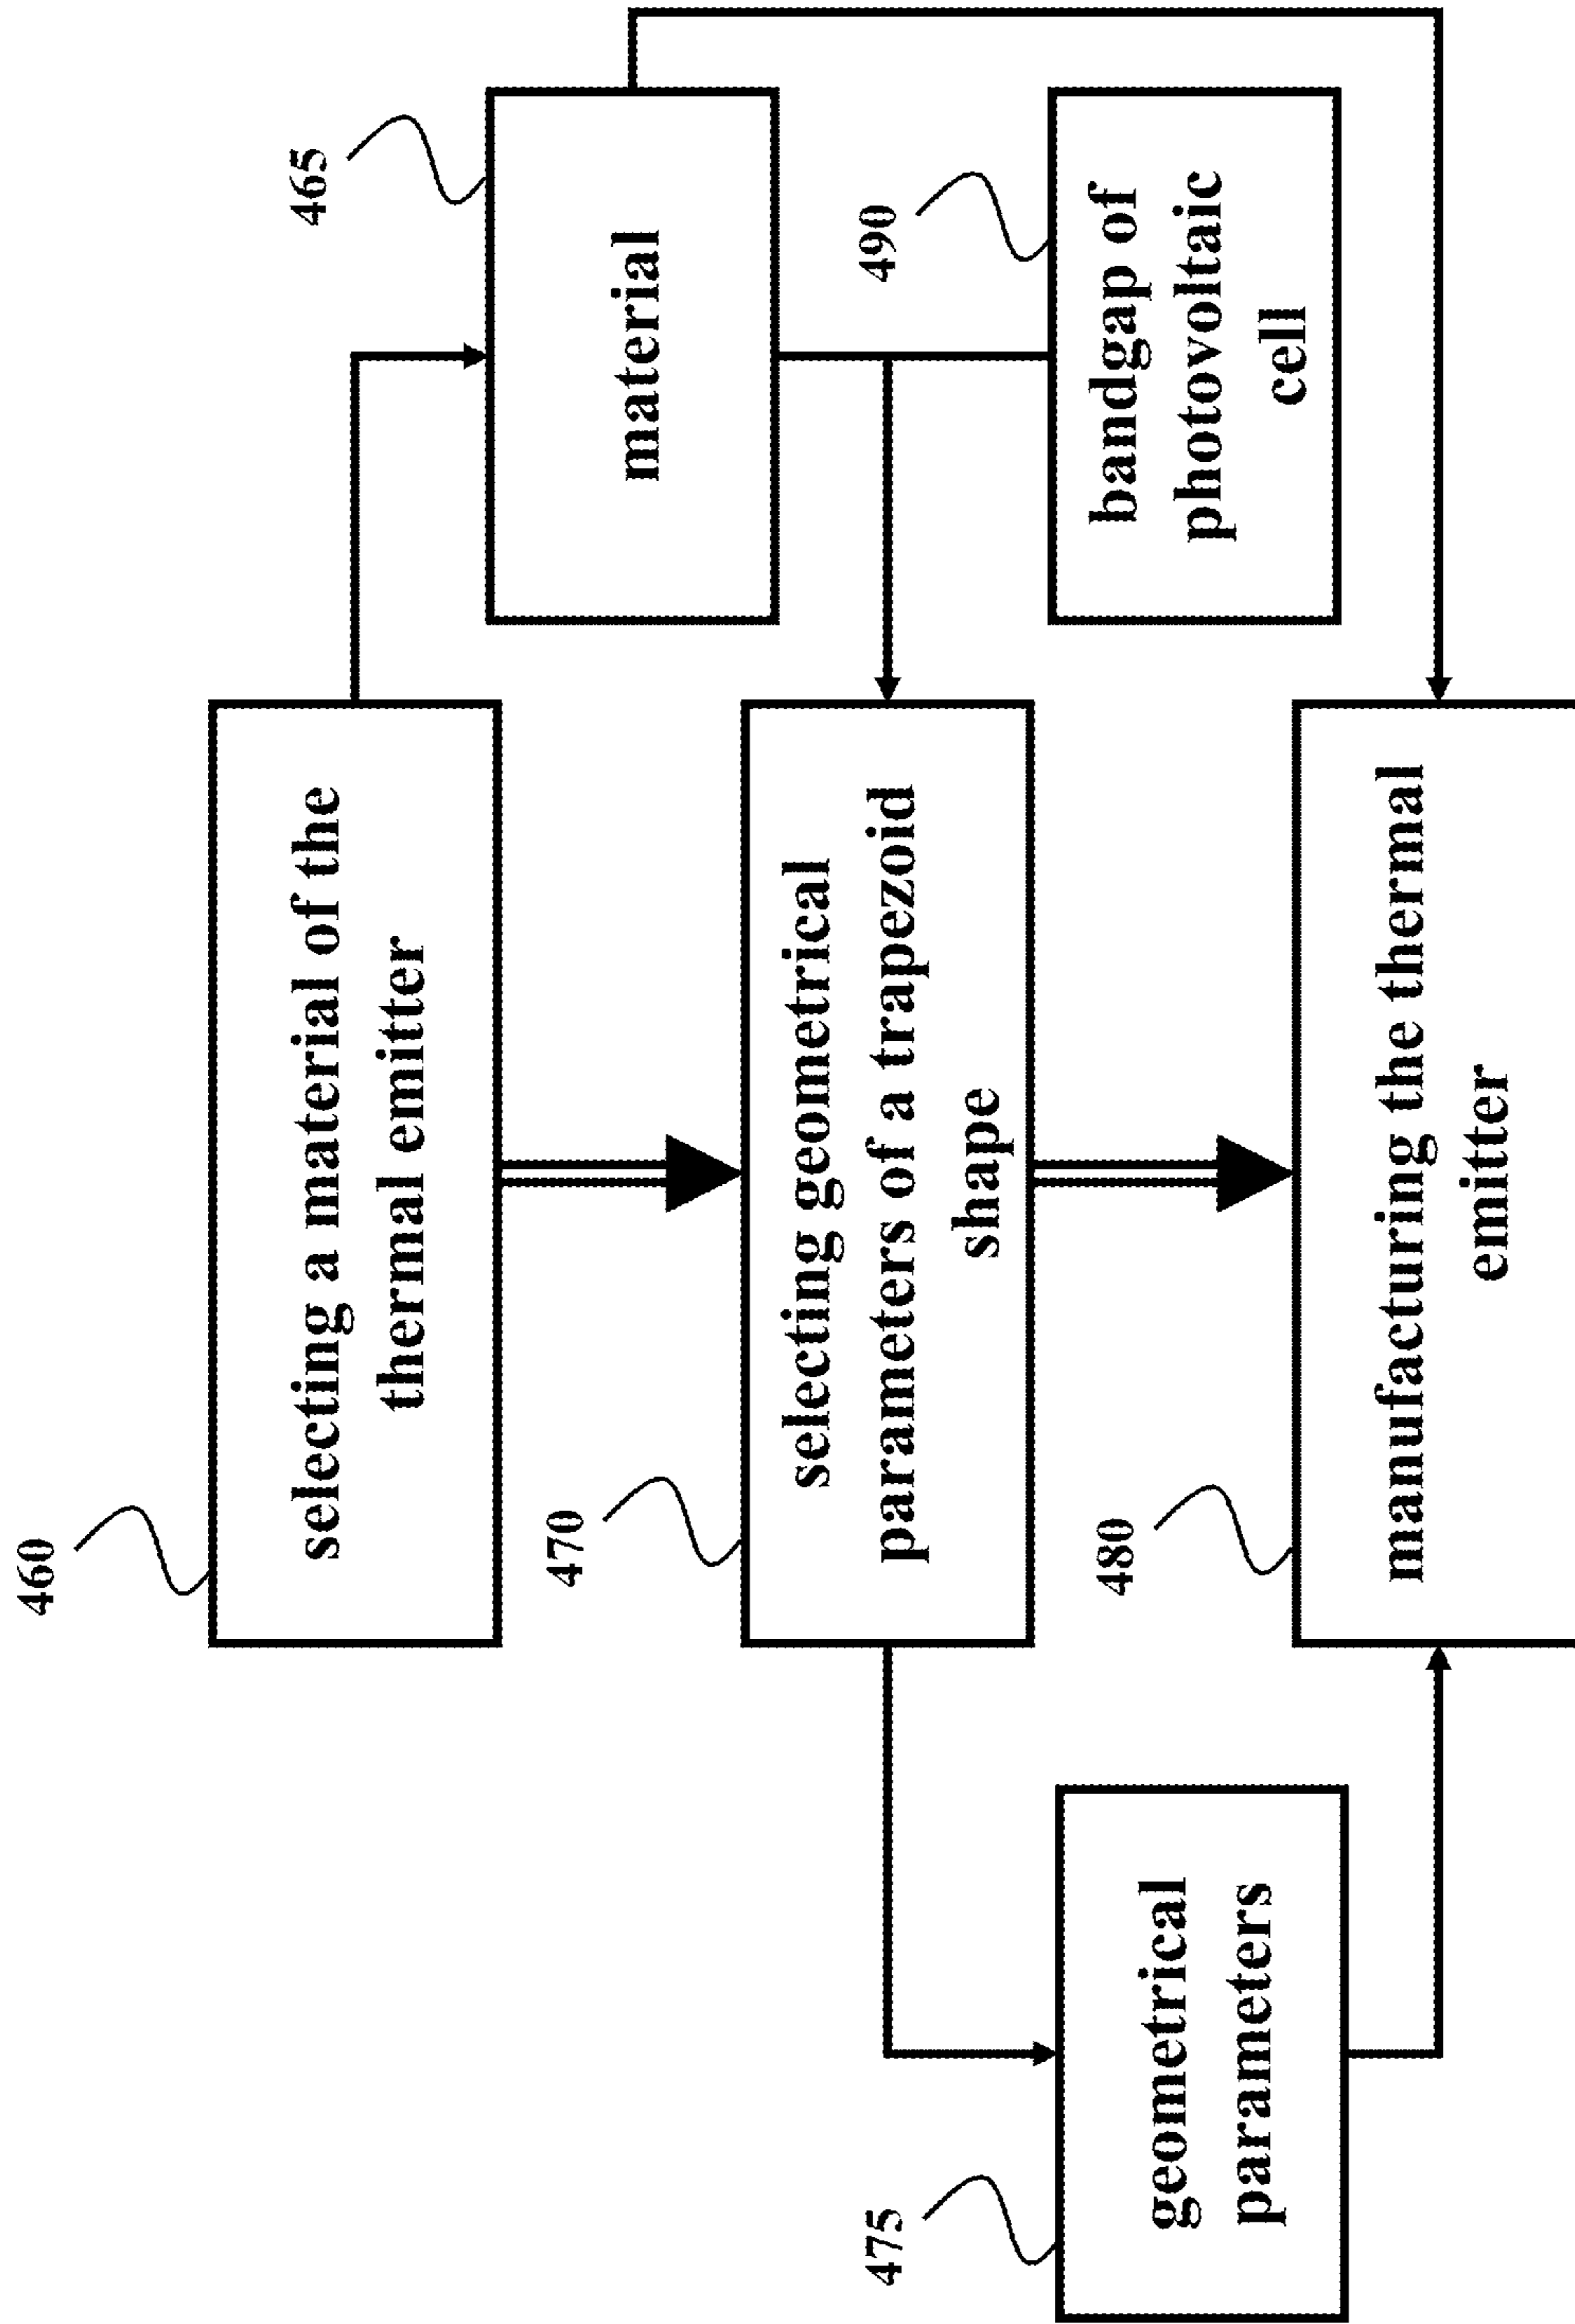 460
selecting a material of the
thermal emitter
465
material
470
selecting geometrical
parameters of a trapezoid
shape
490
bandgap of
photovoltaic
cell
475
geometrical
parameters
480
manufacturing the thermal
emitter